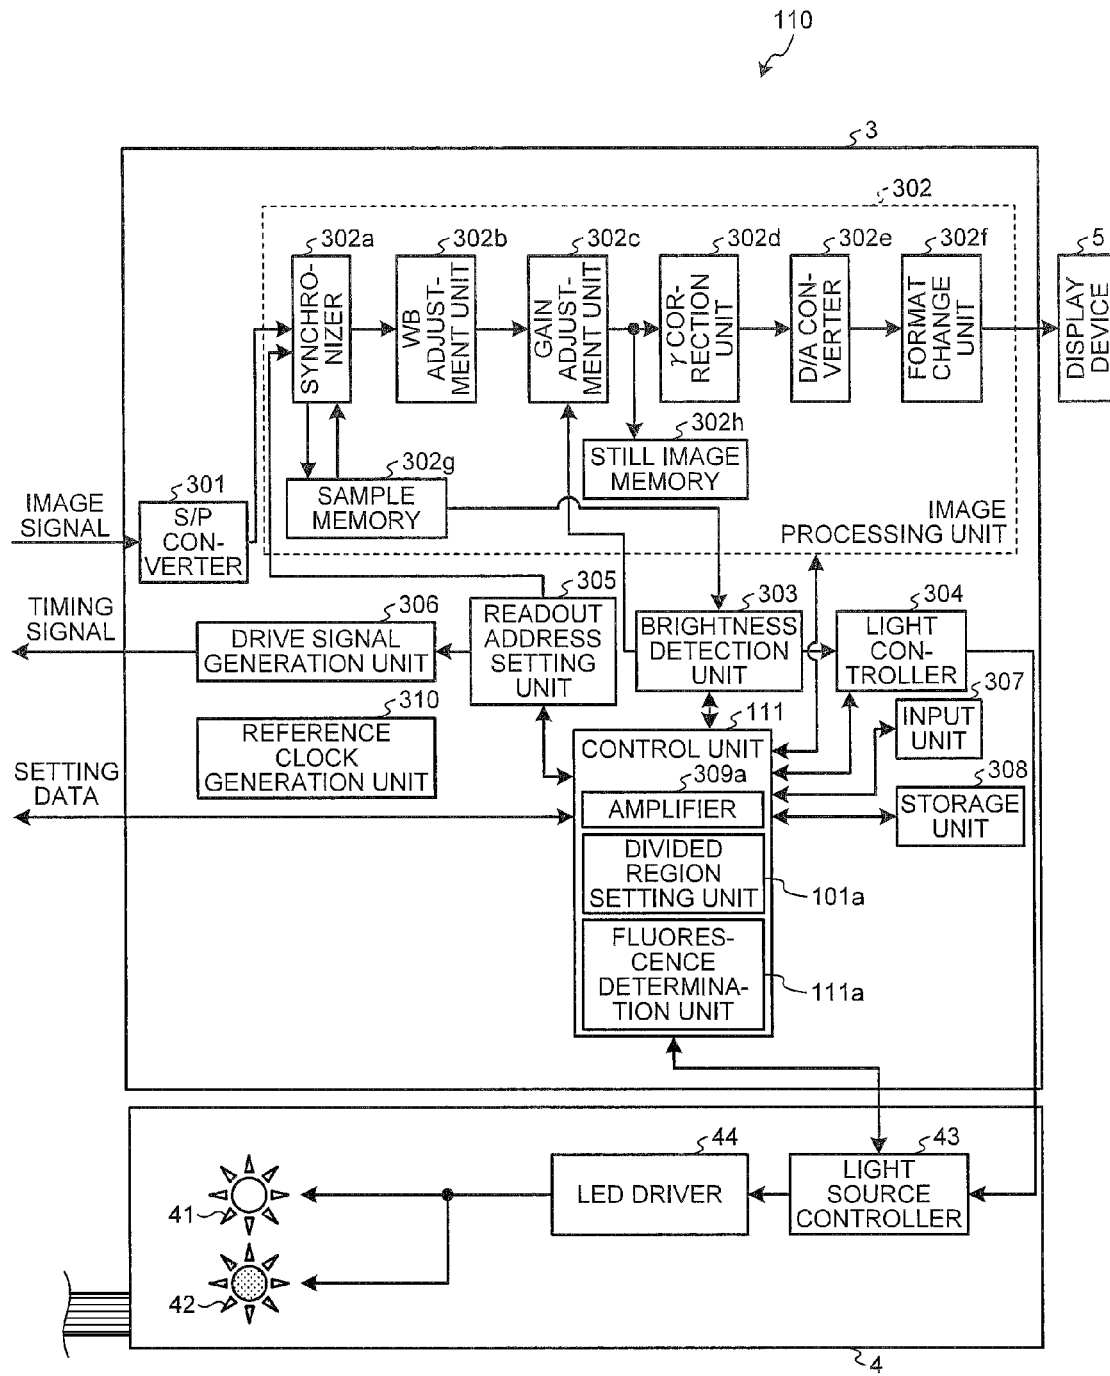 110
3
302
302a
302b
302c
302d
302e
302f
5
SYNCHRO-
NIZER
WB
ADJUST-
MENT UNIT
GAIN
ADJUST-
MENT UNIT
γ COR-
RECTION
UNIT
D/A CON-
VERTER
FORMAT
CHANGE
UNIT
DISPLAY
DEVICE
302g
302h
SAMPLE
MEMORY
STILL IMAGE
MEMORY
IMAGE
SIGNAL
301
S/P
CON-
VERTER
IMAGE
PROCESSING UNIT
TIMING
SIGNAL
306
DRIVE SIGNAL
GENERATION UNIT
305
READOUT
ADDRESS
SETTING
UNIT
303
BRIGHTNESS
DETECTION
UNIT
304
LIGHT
CON-
TROLLER
310
REFERENCE
CLOCK
GENERATION UNIT
111
CONTROL UNIT
307
INPUT
UNIT
SETTING
DATA
309a
AMPLIFIER
308
STORAGE
UNIT
DIVIDED
REGION
SETTING UNIT
101a
FLUORES-
CENCE
DETERMINA-
TION UNIT
111a
44
LED DRIVER
43
LIGHT
SOURCE
CONTROLLER
41
42
4